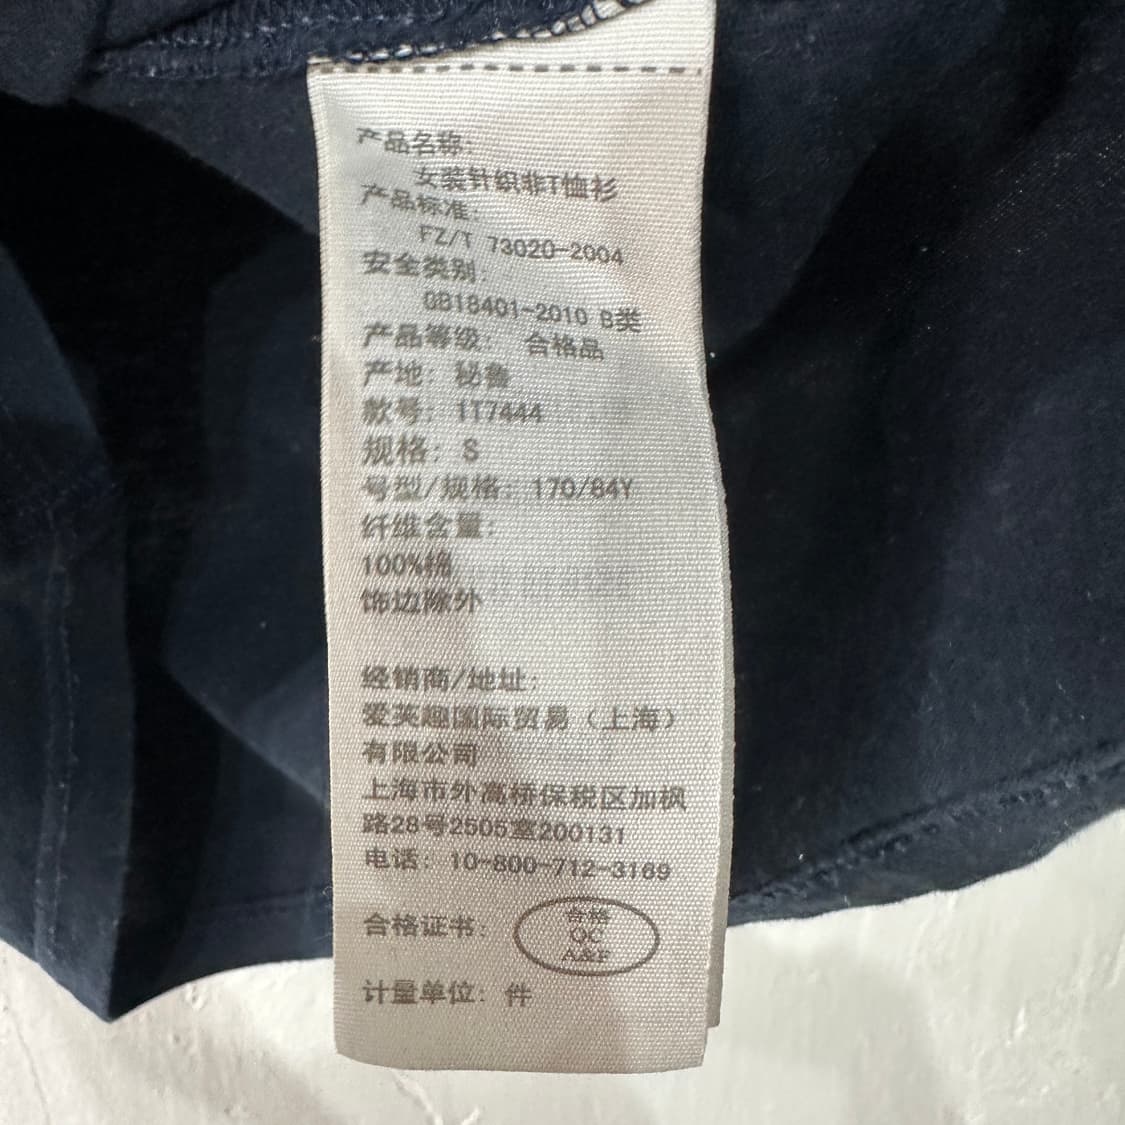 产品名称:
女装针织非T恤衫
产品标准:
FZ/T 73020-2004
安全类别:
GB18401-2010 B类
产品等级: 合格品
产地: 秘鲁
款号: 1T7444
规格: S
号型/规格: 170/84Y
纤维含量:
100%棉
饰边除外
经销商/地址:
爱芙趣国际贸易(上海)
有限公司
上海市外高桥保税区加枫
路28号2505室200131
电话: 10-800-712-3169
合格证书:
合格
QC
A&F
计量单位: 件